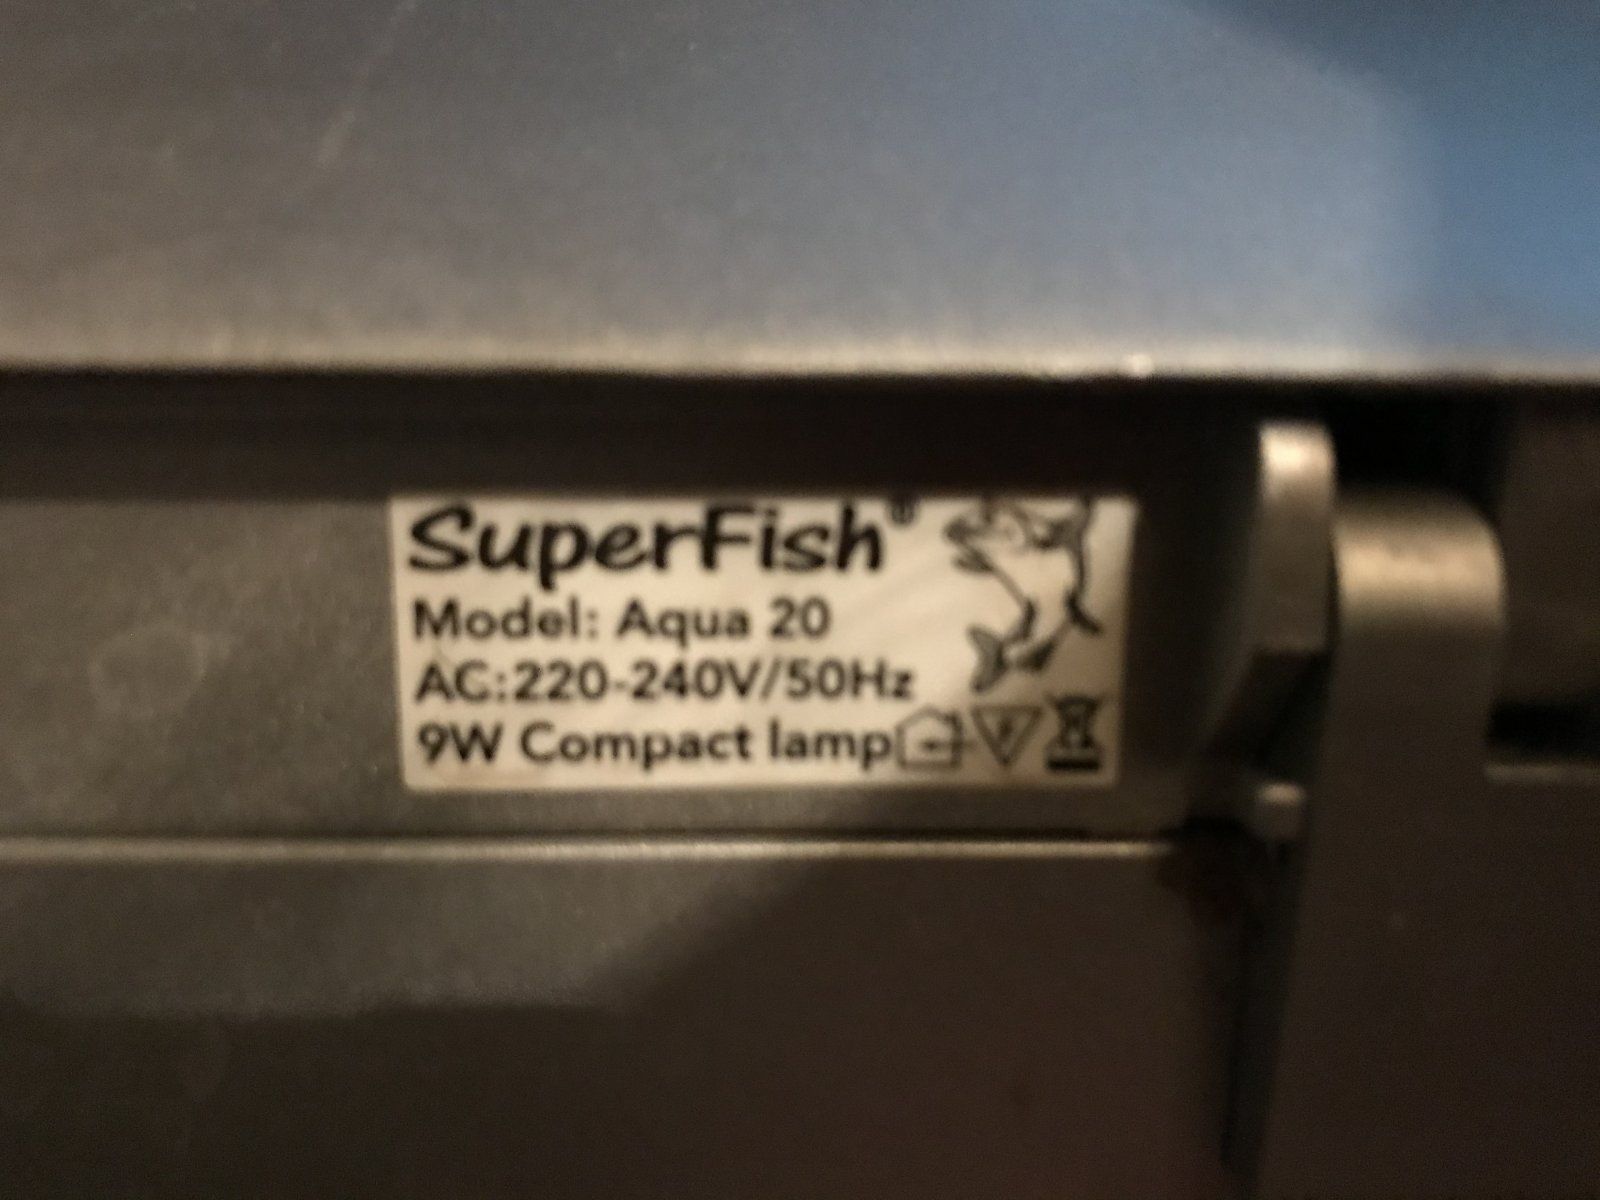 SuperFish®
Model: Aqua 20
AC:220-240V/50Hz
9W Compact lamp